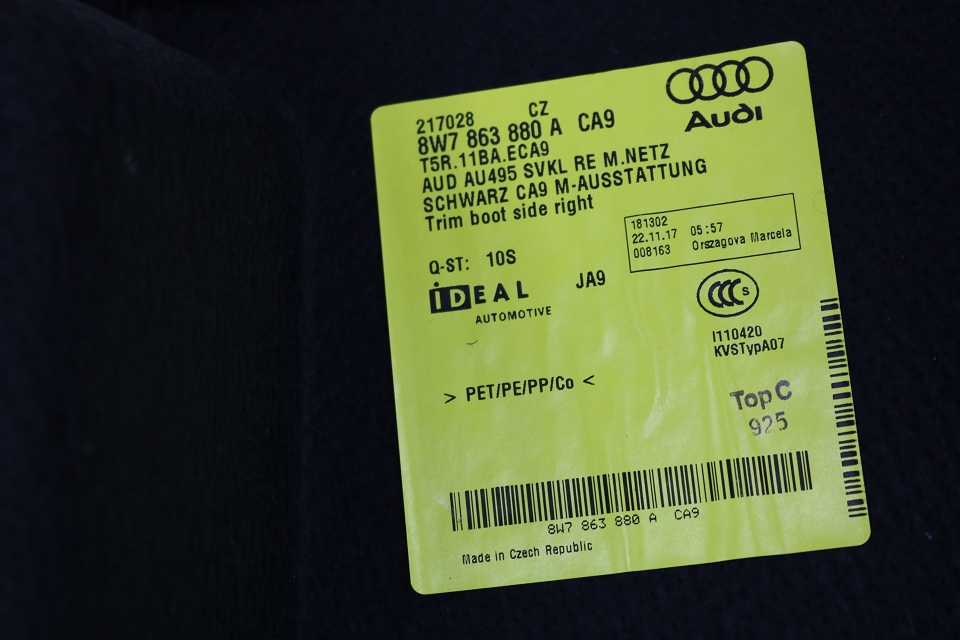 Audi
217028 CZ
8W7 863 880 A CA9
T5R.11BA.ECA9
AUD AU495 SVKL RE M.NETZ
SCHWARZ CA9 M-AUSSTATTUNG
Trim boot side right
181302
22.11.17 05:57
008163 Orszagova Marcela
Q-ST: 10S
JA9
iDEAL
AUTOMOTIVE
CCC S
I110420
KVSTypA07
> PET/PE/PP/Co <
Top C
925
8W7 863 880 A CA9
Made in Czech Republic